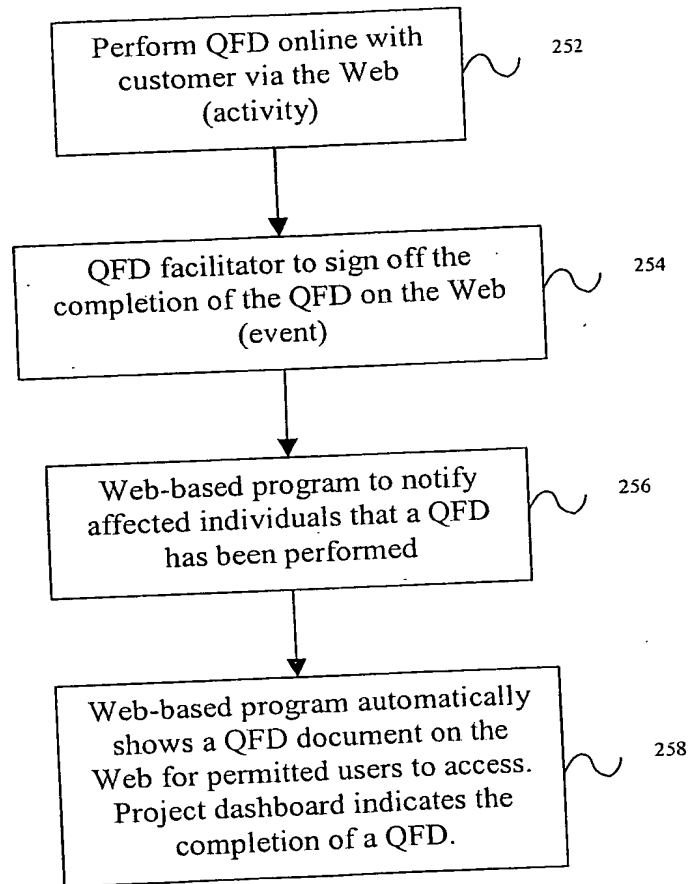 Perform QFD online with
customer via the Web
(activity)
252
QFD facilitator to sign off the
completion of the QFD on the Web
(event)
254
Web-based program to notify
affected individuals that a QFD
has been performed
256
Web-based program automatically
shows a QFD document on the
Web for permitted users to access.
Project dashboard indicates the
completion of a QFD.
258